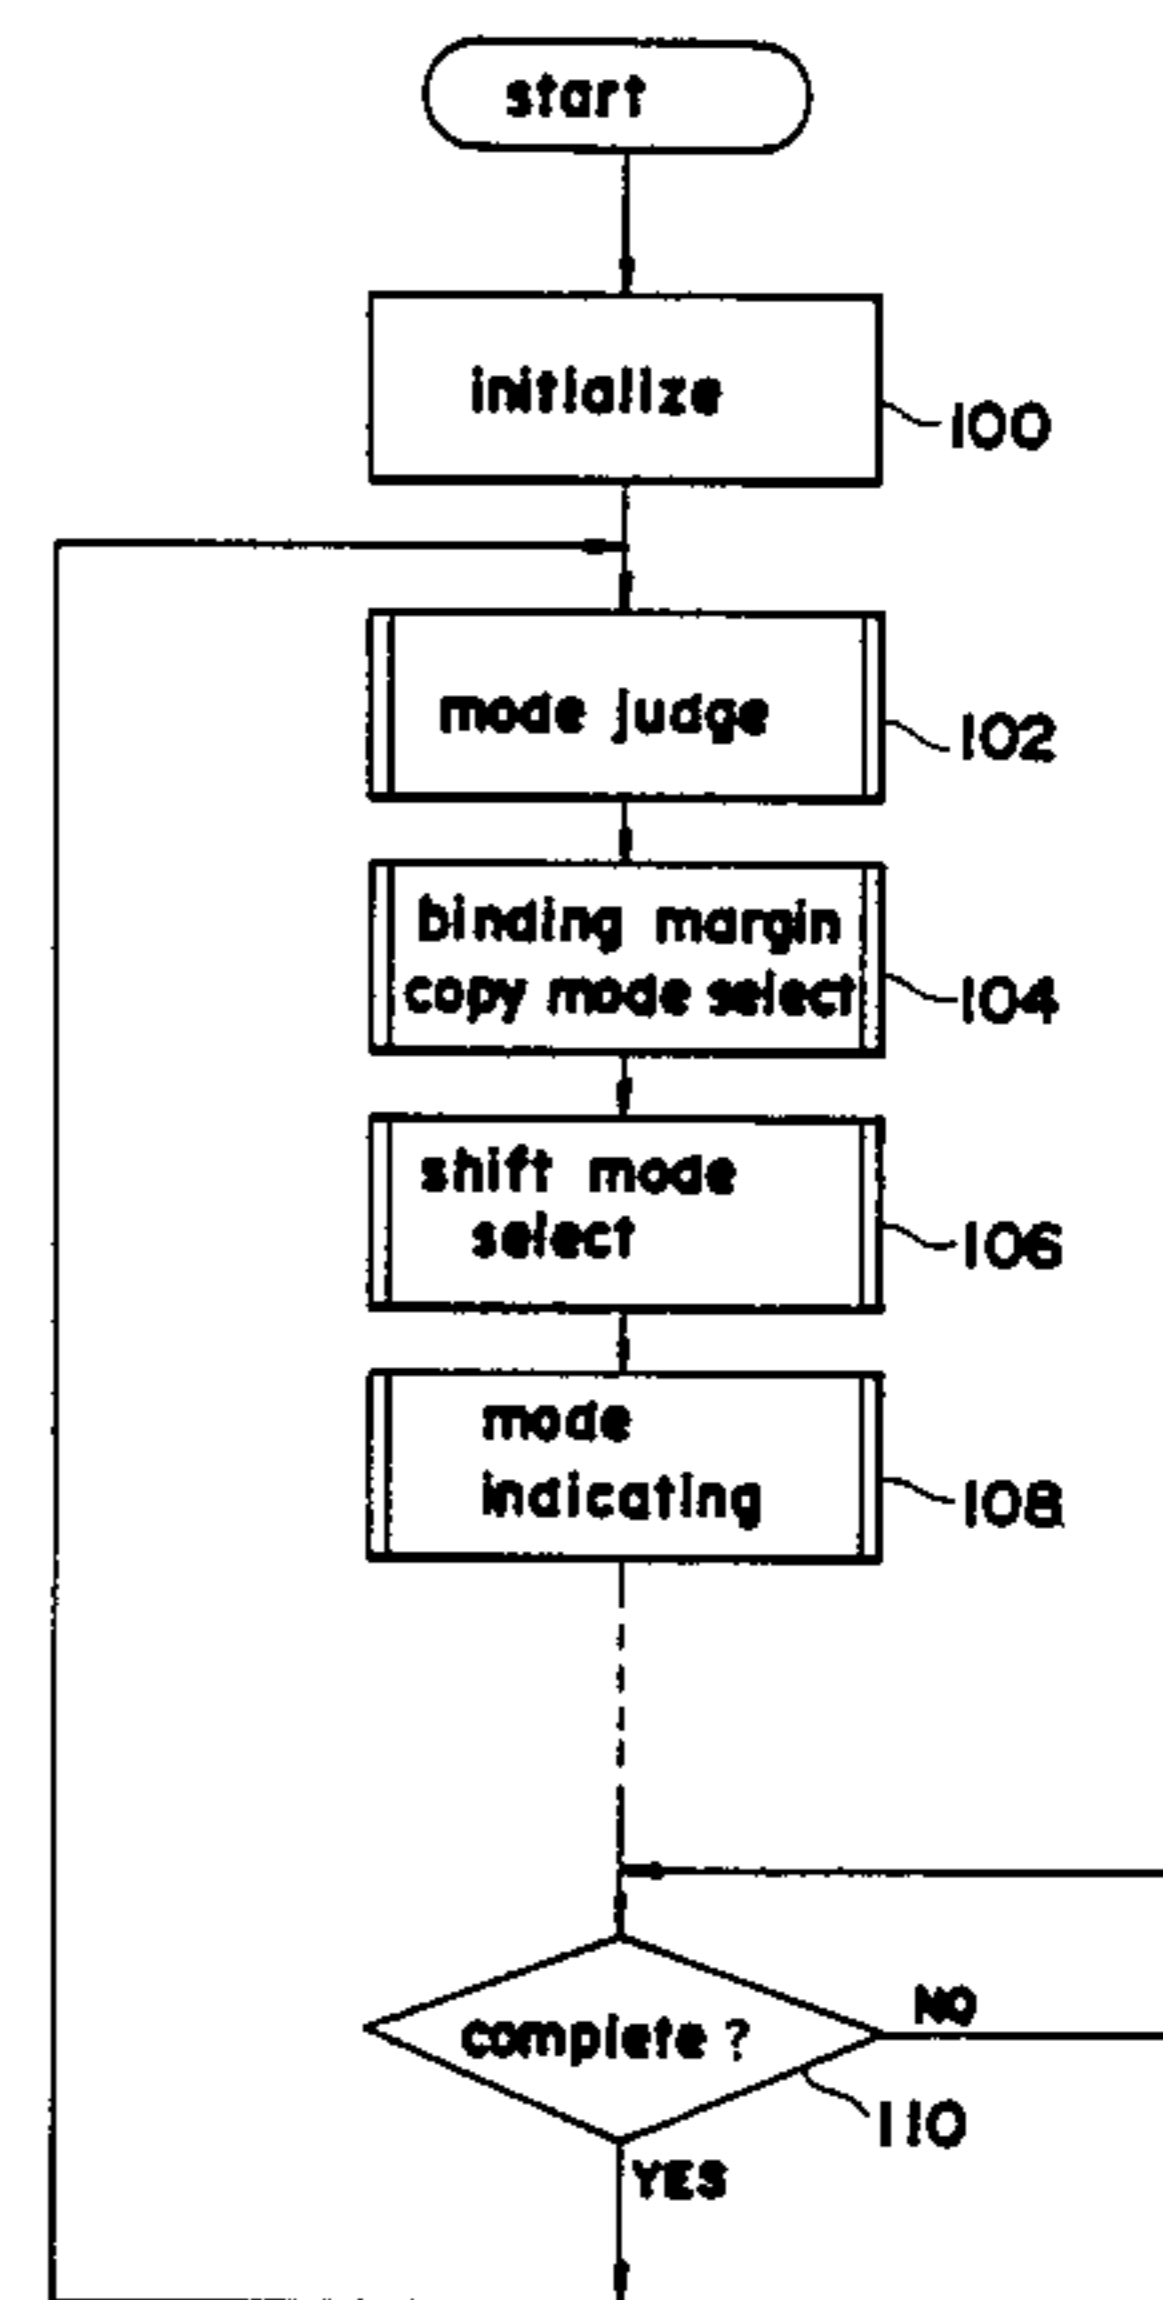 start
initialize
100
mode judge
102
binding margin
copy mode select
104
shift mode
select
106
mode
indicating
108
complete ?
NO
110
YES